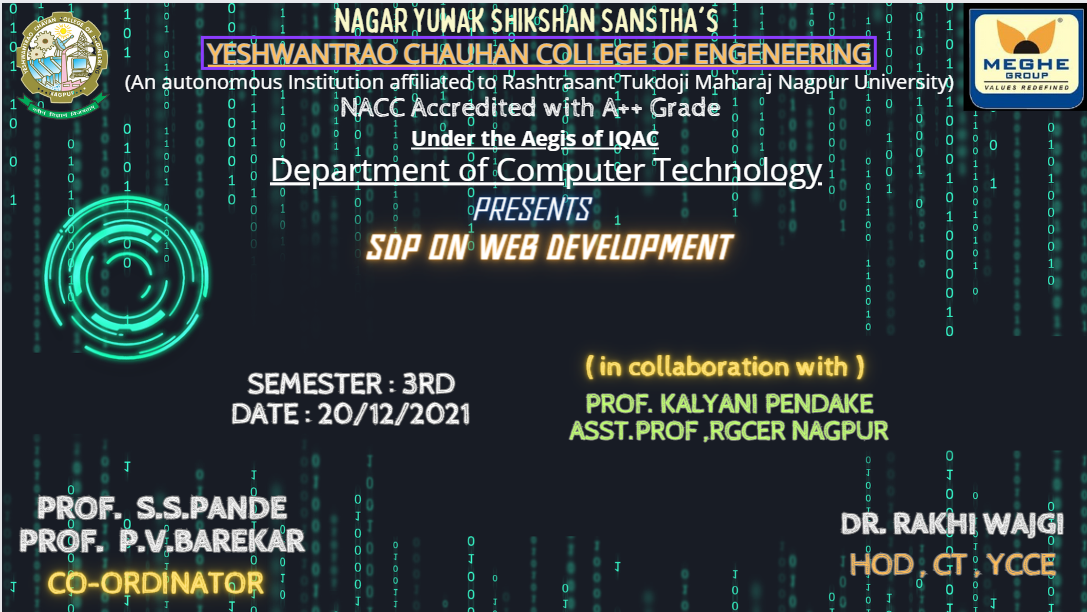 NAGAR YUWAK SHIKSHAN SANSTHA'S
YESHWANTRAO CHAUHAN COLLEGE OF ENGENEERING
(An autonomous Institution affiliated to Rashtrasant Tukdoji Maharaj Nagpur University)
NACC Accredited with A++ Grade
Under the Aegis of IQAC
Department of Computer Technology
PRESENTS
SDP ON WEB DEVELOPMENT
MEGHE
GROUP
VALUES REDEFINED
SEMESTER : 3RD
DATE : 20/12/2021
( in collaboration with )
PROF. KALYANI PENDAKE
ASST.PROF ,RGCER NAGPUR
PROF. S.S.PANDE
PROF. P.V.BAREKAR
CO-ORDINATOR
DR. RAKHI WAJGI
HOD , CT , YCCE